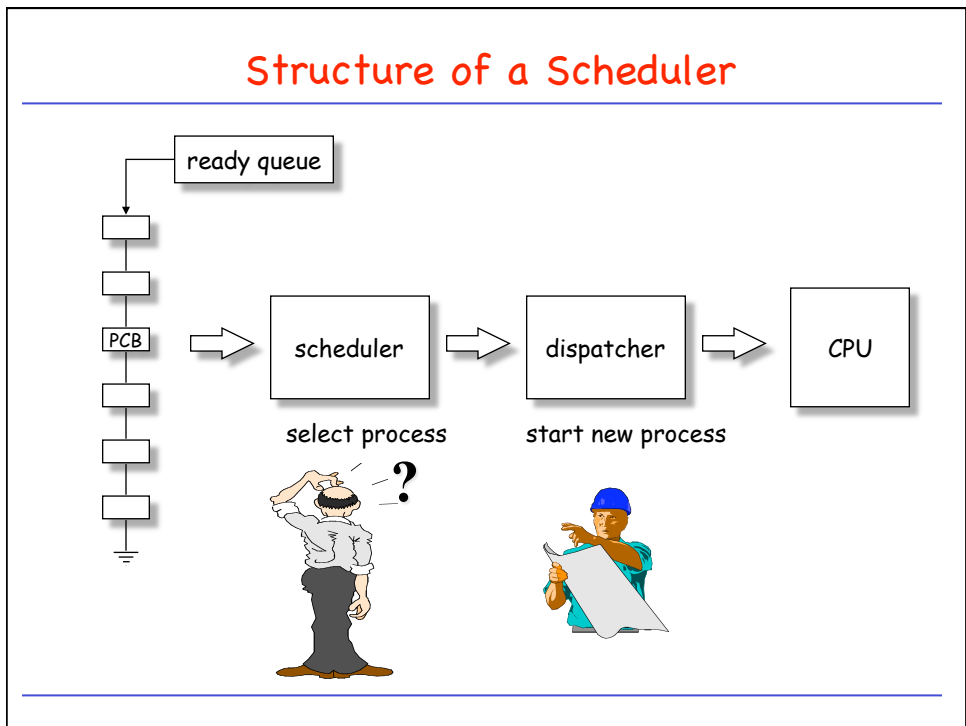 Structure of a Scheduler
ready queue
PCB
scheduler
dispatcher
CPU
select process
start new process
?